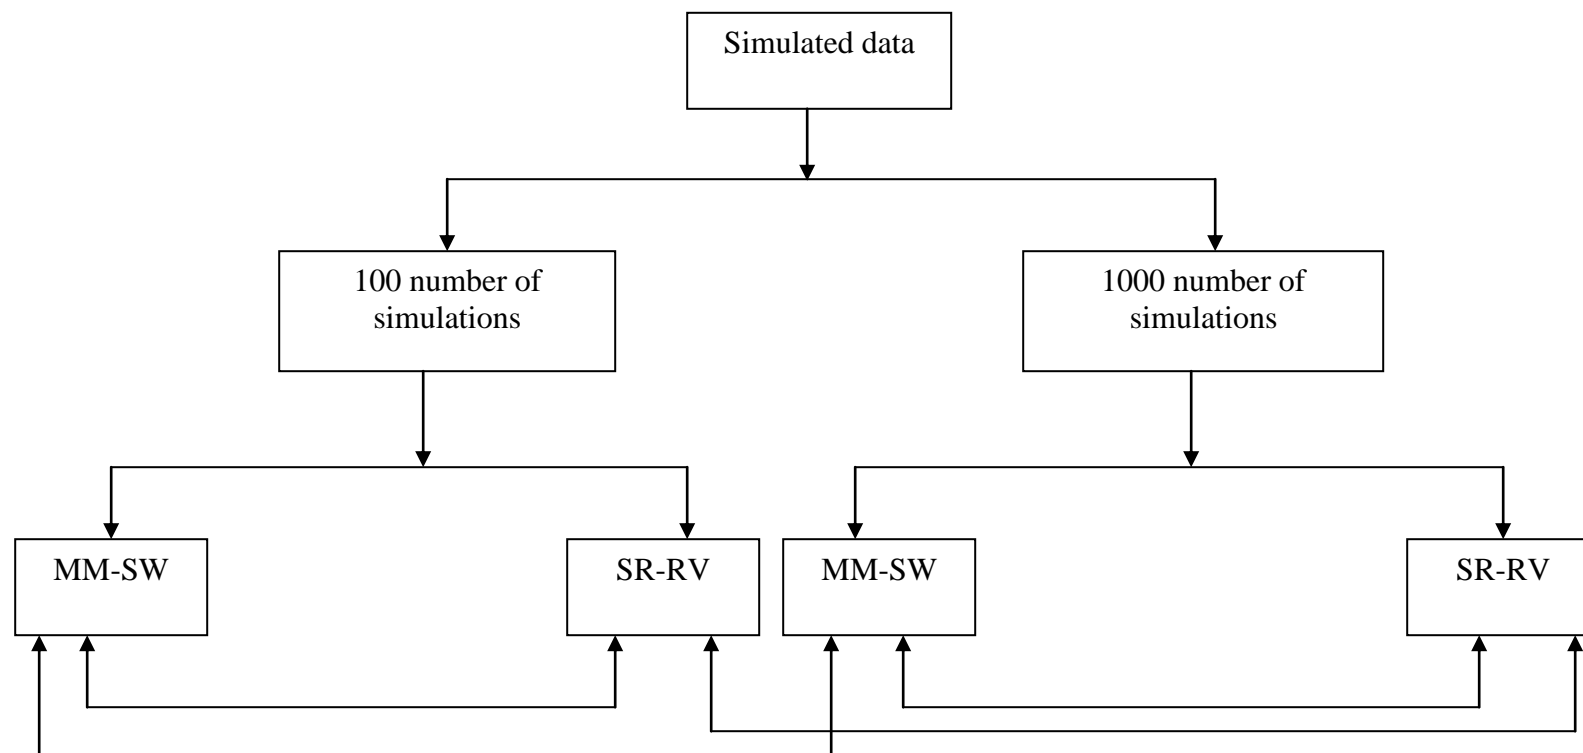 Simulated data
100 number of
simulations
1000 number of
simulations
MM-SW
SR-RV
MM-SW
SR-RV